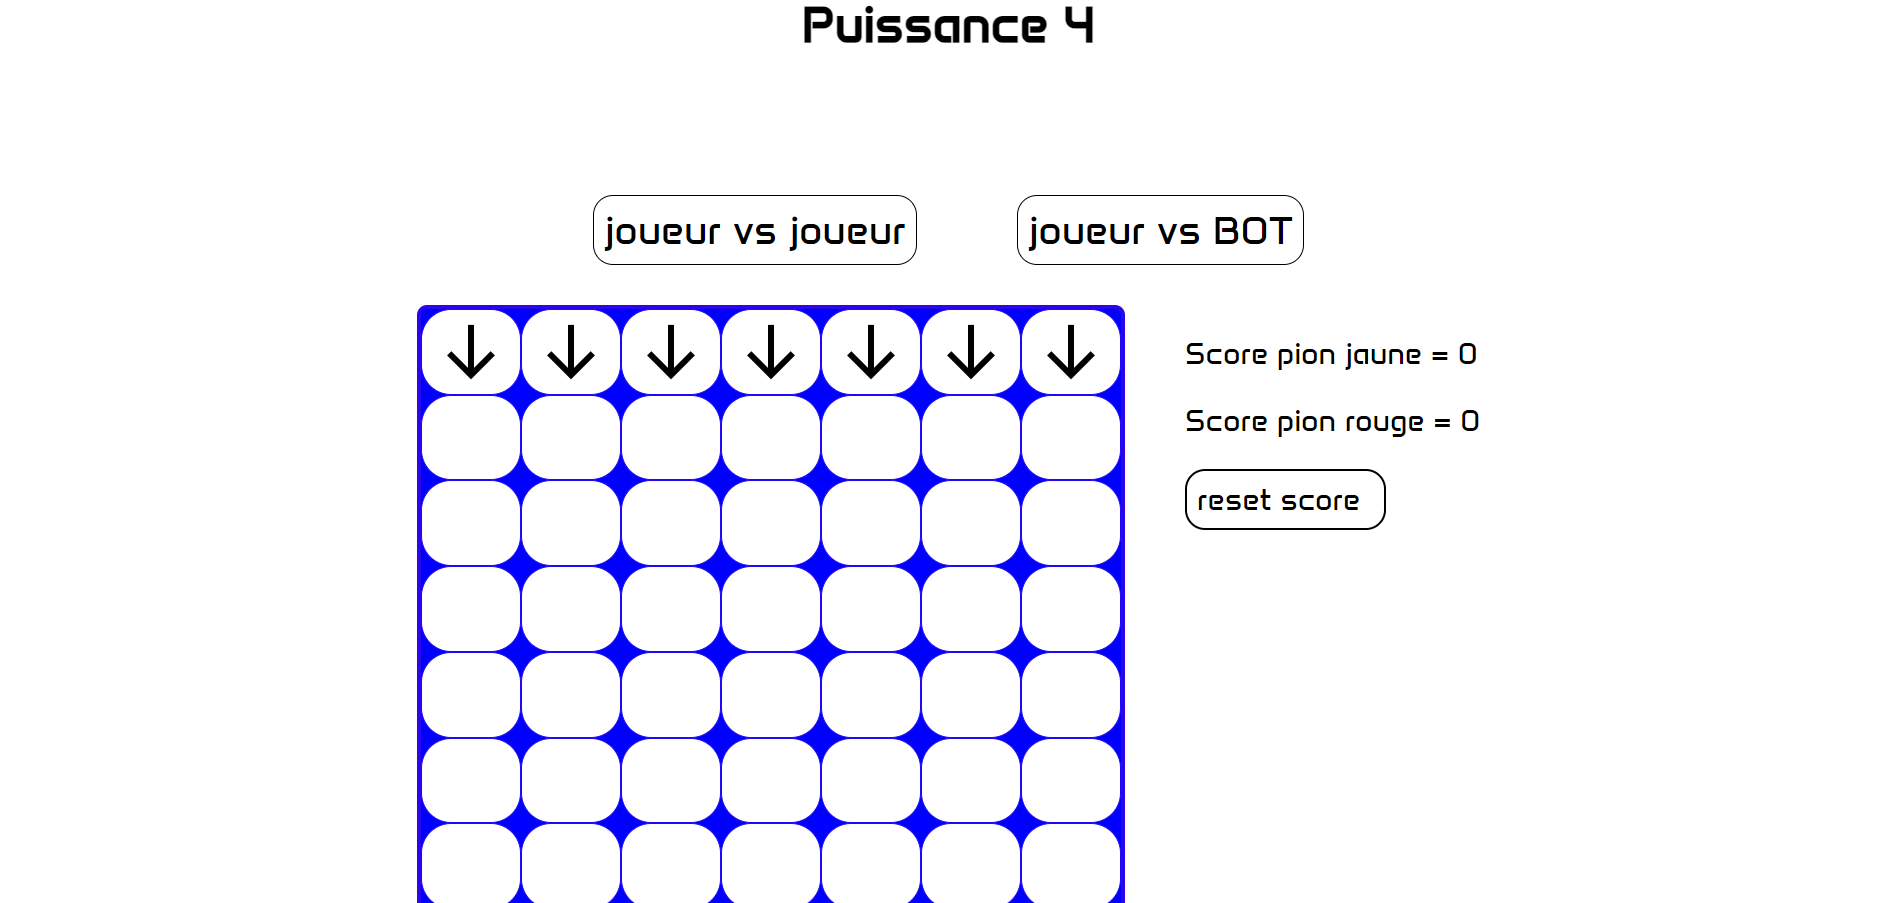 Puissance 4
joueur vs joueur
joueur vs BOT
Score pion jaune = 0
Score pion rouge = 0
reset score